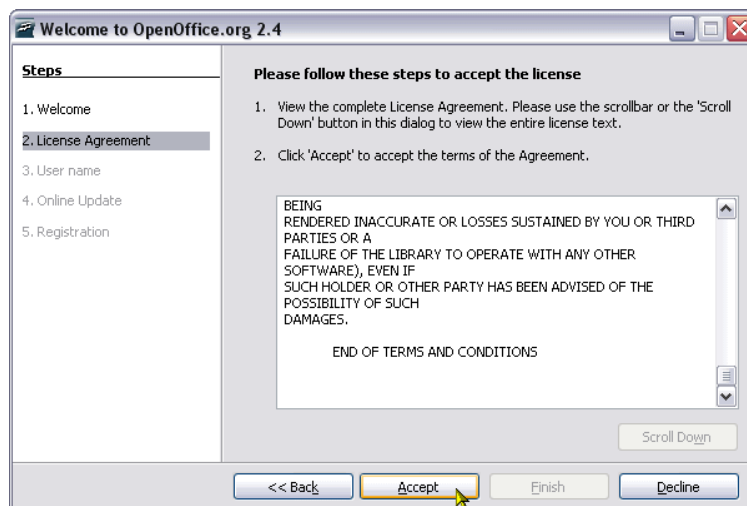 Welcome to OpenOffice.org 2.4
Steps
1. Welcome
2. License Agreement
3. User name
4. Online Update
5. Registration
Please follow these steps to accept the license
1. View the complete License Agreement. Please use the scrollbar or the 'Scroll
Down' button in this dialog to view the entire license text.
2. Click 'Accept' to accept the terms of the Agreement.
BEING
RENDERED INACCURATE OR LOSSES SUSTAINED BY YOU OR THIRD
PARTIES OR A
FAILURE OF THE LIBRARY TO OPERATE WITH ANY OTHER
SOFTWARE), EVEN IF
SUCH HOLDER OR OTHER PARTY HAS BEEN ADVISED OF THE
POSSIBILITY OF SUCH
DAMAGES.
END OF TERMS AND CONDITIONS
Scroll Down
<< Back
Accept
Finish
Decline